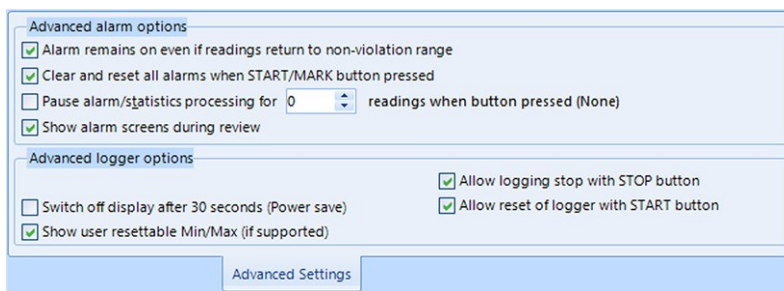 Advanced alarm options
Alarm remains on even if readings return to non-violation range
Clear and reset all alarms when START/MARK button pressed
Pause alarm/statistics processing for 0 readings when button pressed (None)
Show alarm screens during review
Advanced logger options
Allow logging stop with STOP button
Switch off display after 30 seconds (Power save)
Allow reset of logger with START button
Show user resettable Min/Max (if supported)
Advanced Settings